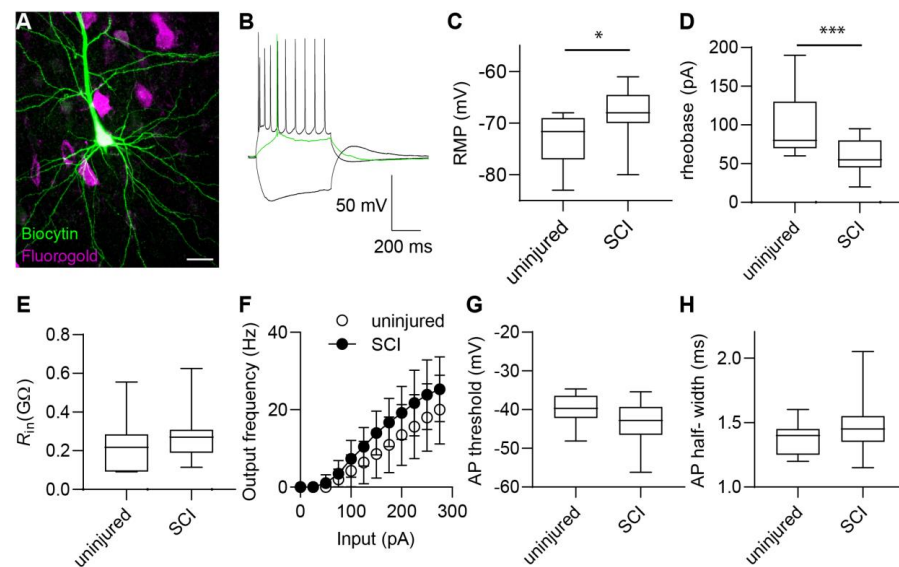 A
Biocytin
Fluorogold
B
50 mV
200 ms
C
*
RMP
(mV)
-60
-70
-80
uninjured
SCI
D
***
rheobase (pA)
200
150
100
50
0
uninjured
SCI
E
R in (GΩ)
0.8
0.6
0.4
0.2
0.0
uninjured
SCI
F
uninjured
SCI
Output frequency (Hz)
40
20
0
0
100
200
300
Input (pA)
G
AP threshold (mV)
-20
-30
-40
-50
-60
uninjured
SCI
H
AP half- width (ms)
2.0
1.5
1.0
uninjured
SCI